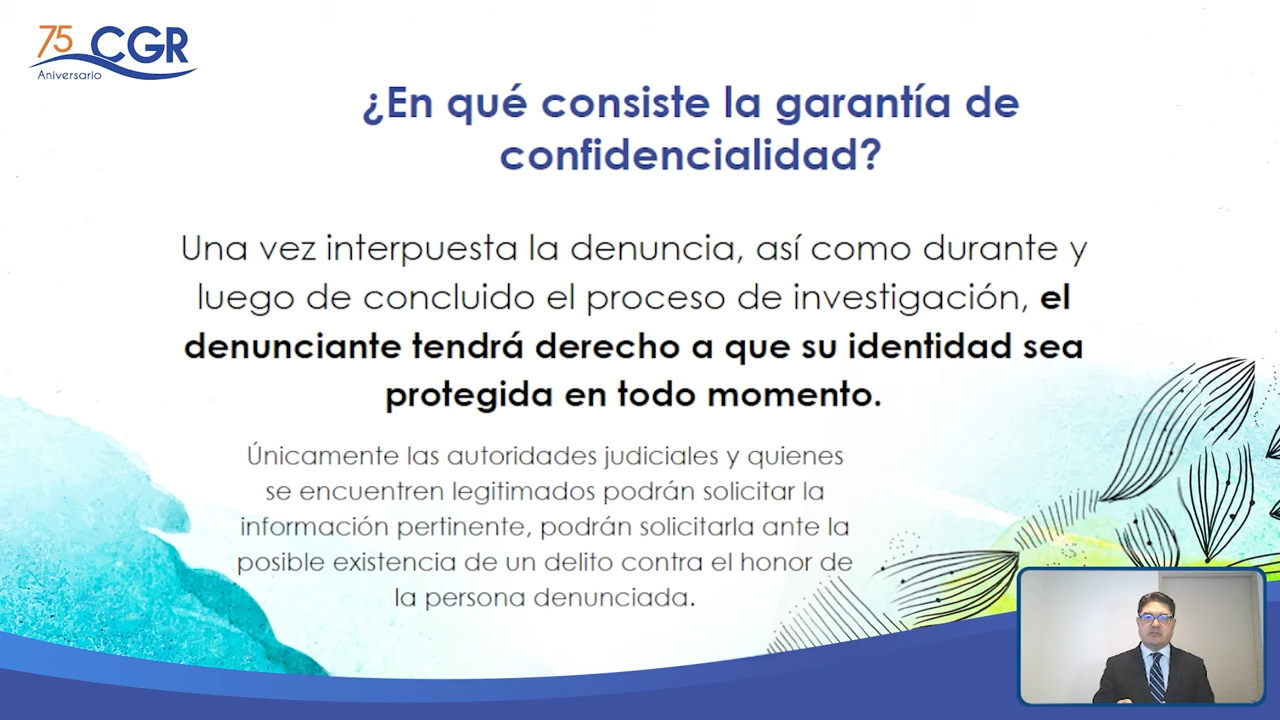 75 CGR
Aniversario
¿En qué consiste la garantía de
confidencialidad?
Una vez interpuesta la denuncia, así como durante y
luego de concluido el proceso de investigación, el
denunciante tendrá derecho a que su identidad sea
protegida en todo momento.
Únicamente las autoridades judiciales y quienes
se encuentren legitimados podrán solicitar la
información pertinente, podrán solicitarla ante la
posible existencia de un delito contra el honor de
la persona denunciada.